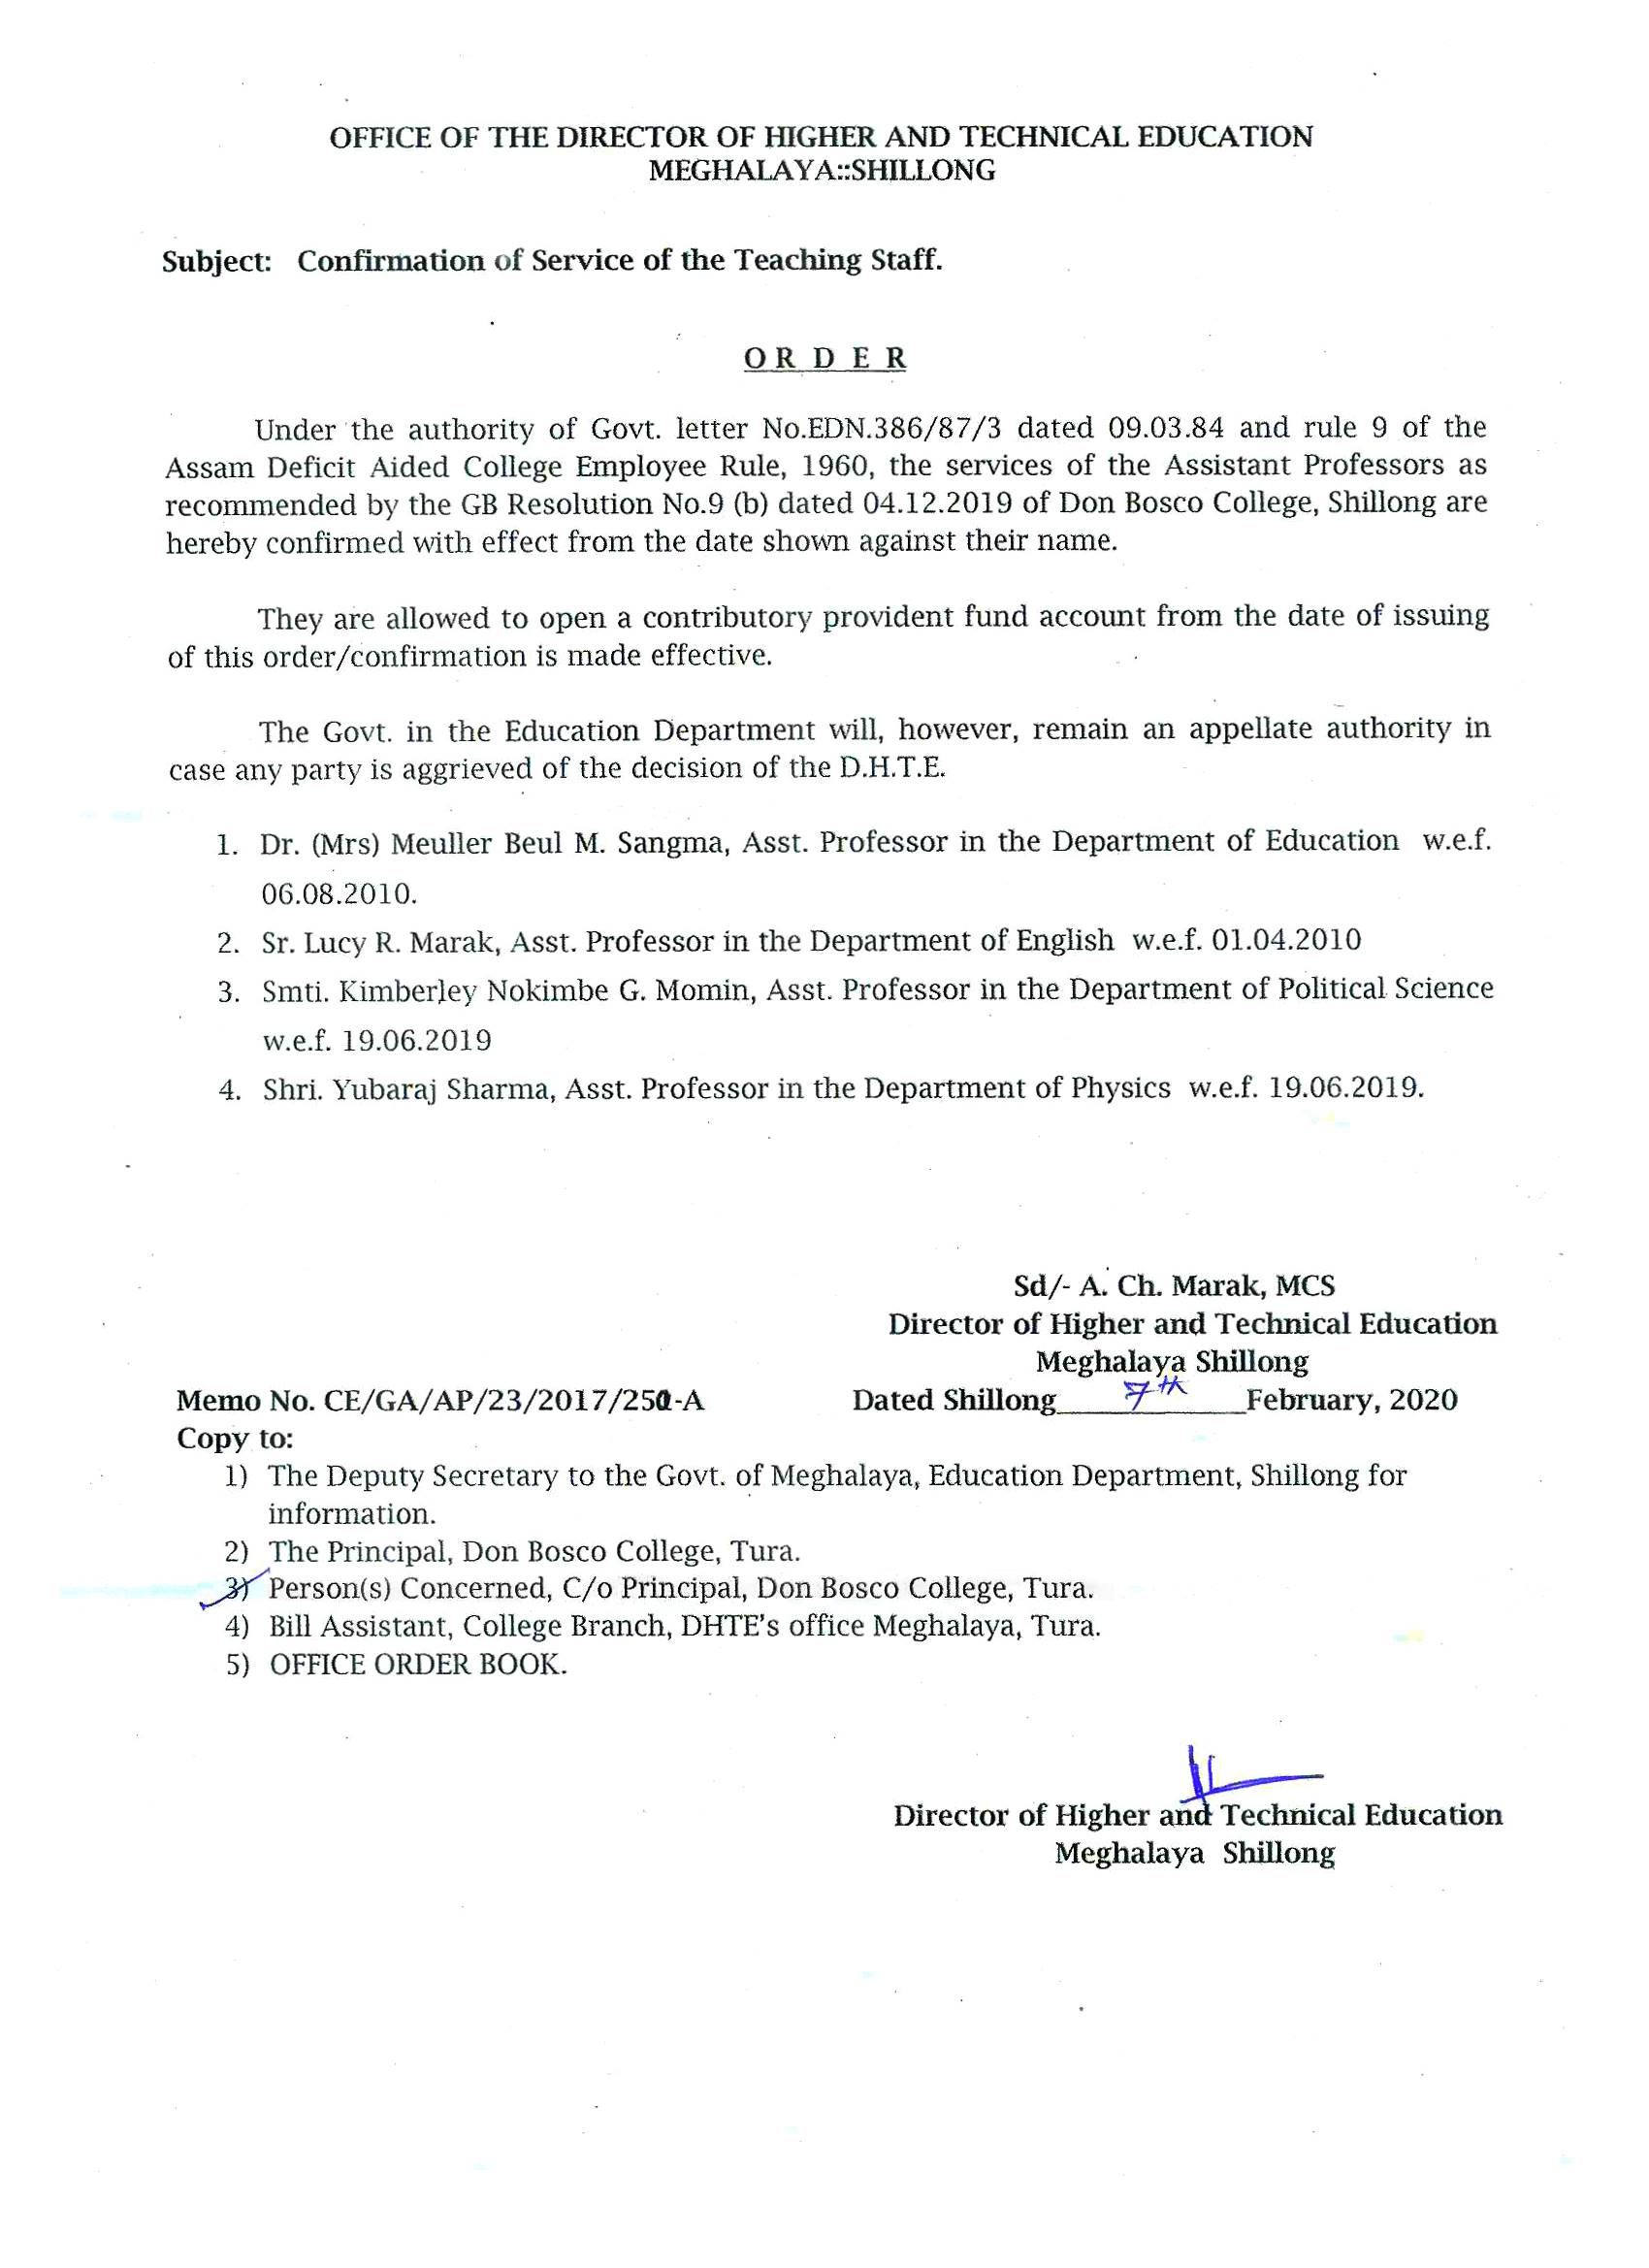 OFFICE OF THE DIRECTOR OF HIGHER AND TECHNICAL EDUCATION
MEGHALAYA::SHILLONG
Subject: Confirmation of Service of the Teaching Staff.
O R D E R
Under the authority of Govt. letter No.EDN.386/87/3 dated 09.03.84 and rule 9 of the
Assam Deficit Aided College Employee Rule, 1960, the services of the Assistant Professors as
recommended by the GB Resolution No.9 (b) dated 04.12.2019 of Don Bosco College, Shillong are
hereby confirmed with effect from the date shown against their name.
They are allowed to open a contributory provident fund account from the date of issuing
of this order/confirmation is made effective.
The Govt. in the Education Department will, however, remain an appellate authority in
case any party is aggrieved of the decision of the D.H.T.E.
1. Dr. (Mrs) Meuller Beul M. Sangma, Asst. Professor in the Department of Education w.e.f.
06.08.2010.
2. Sr. Lucy R. Marak, Asst. Professor in the Department of English w.e.f. 01.04.2010
3. Smti. Kimberley Nokimbe G. Momin, Asst. Professor in the Department of Political Science
w.e.f. 19.06.2019
4. Shri. Yubaraj Sharma, Asst. Professor in the Department of Physics w.e.f. 19.06.2019.
Sd/- A. Ch. Marak, MCS
Director of Higher and Technical Education
Meghalaya Shillong
Memo No. Dated Shillong 7th February, 2020
Copy to:
1) The Deputy Secretary to the Govt. of Meghalaya, Education Department, Shillong for
information.
2) The Principal, Don Bosco College, Tura.
3) Person(s) Concerned, C/o Principal, Don Bosco College, Tura.
4) Bill Assistant, College Branch, DHTE's office Meghalaya, Tura.
5) OFFICE ORDER BOOK.
Director of Higher and Technical Education
Meghalaya Shillong